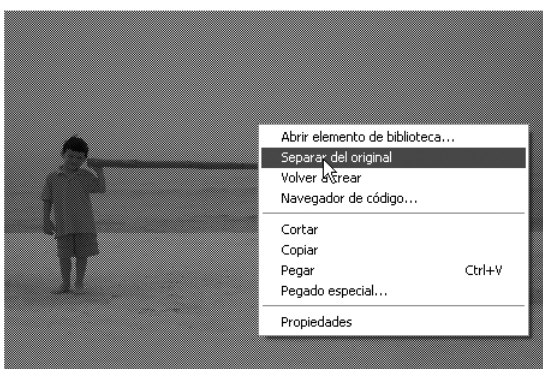 Abrir elemento de biblioteca...
Separar del original
Volver a crear
Navegador de código...
Cortar
Copiar
Pegar Ctrl+V
Pegado especial...
Propiedades